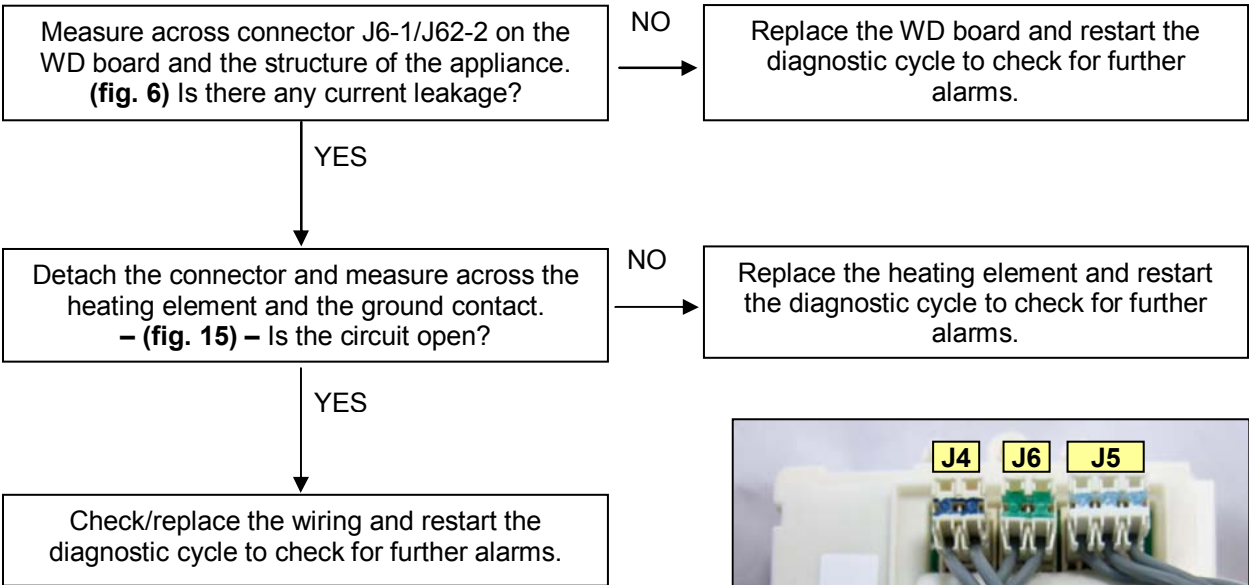 Measure across connector J6-1/J62-2 on the
WD board and the structure of the appliance.
(fig. 6) Is there any current leakage?
NO
Replace the WD board and restart the
diagnostic cycle to check for further
alarms.
YES
Detach the connector and measure across the
heating element and the ground contact.
– (fig. 15) – Is the circuit open?
NO
Replace the heating element and restart
the diagnostic cycle to check for further
alarms.
YES
Check/replace the wiring and restart the
diagnostic cycle to check for further alarms.
J4 J6 J5